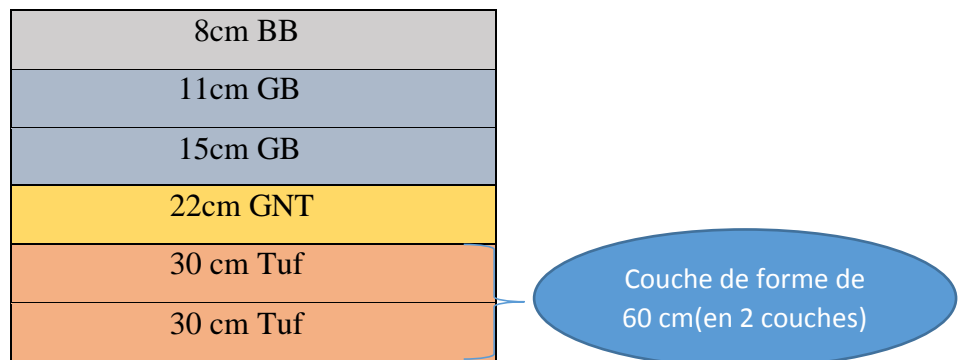 8cm BB
11cm GB
15cm GB
22cm GNT
30 cm Tuf
30 cm Tuf
Couche de forme de
60 cm(en 2 couches)